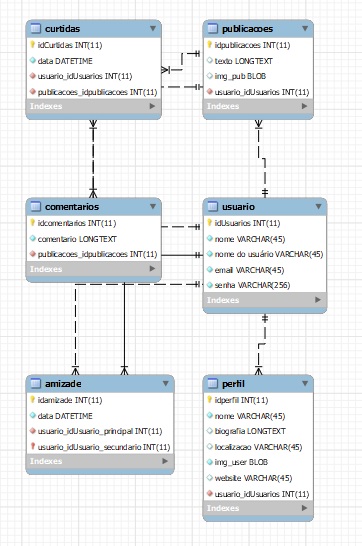 curtidas
idCurtidas INT(11)
data DATETIME
usuario_idUsuarios INT(11)
publicacoes_idpublicacoes INT(11)
Indexes
publicacoes
idpublicacoes INT(11)
texto LONGTEXT
img_pub BLOB
usuario_idUsuarios INT(11)
Indexes
comentarios
idcomentarios INT(11)
comentario LONGTEXT
publicacoes_idpublicacoes INT(11)
Indexes
usuario
idUsuarios INT(11)
nome VARCHAR(45)
nome do usuário VARCHAR(45)
email VARCHAR(45)
senha VARCHAR(256)
Indexes
amizade
idamizade INT(11)
data DATETIME
usuario_idUsuario_principal INT(11)
usuario_idUsuario_secundario INT(11)
Indexes
perfil
idperfil INT(11)
nome VARCHAR(45)
biografia LONGTEXT
localizacao VARCHAR(45)
img_user BLOB
website VARCHAR(45)
usuario_idUsuarios INT(11)
Indexes